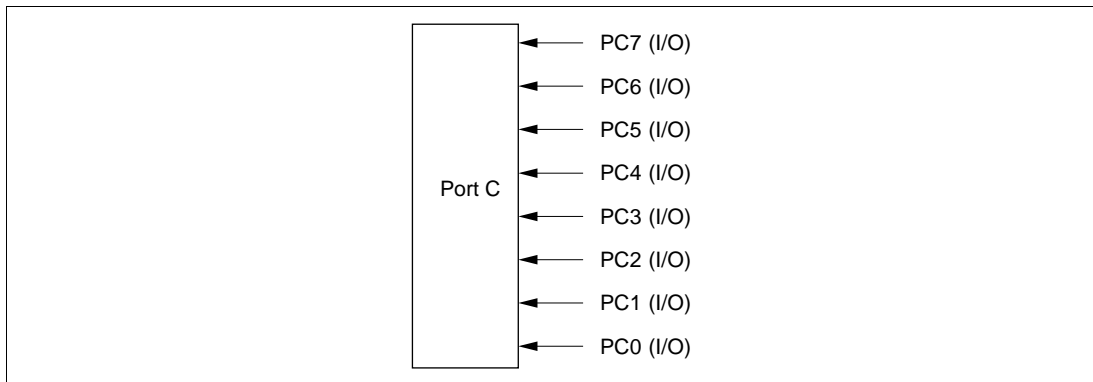 PC7 (I/O)
PC6 (I/O)
PC5 (I/O)
PC4 (I/O)
Port C
PC3 (I/O)
PC2 (I/O)
PC1 (I/O)
PC0 (I/O)